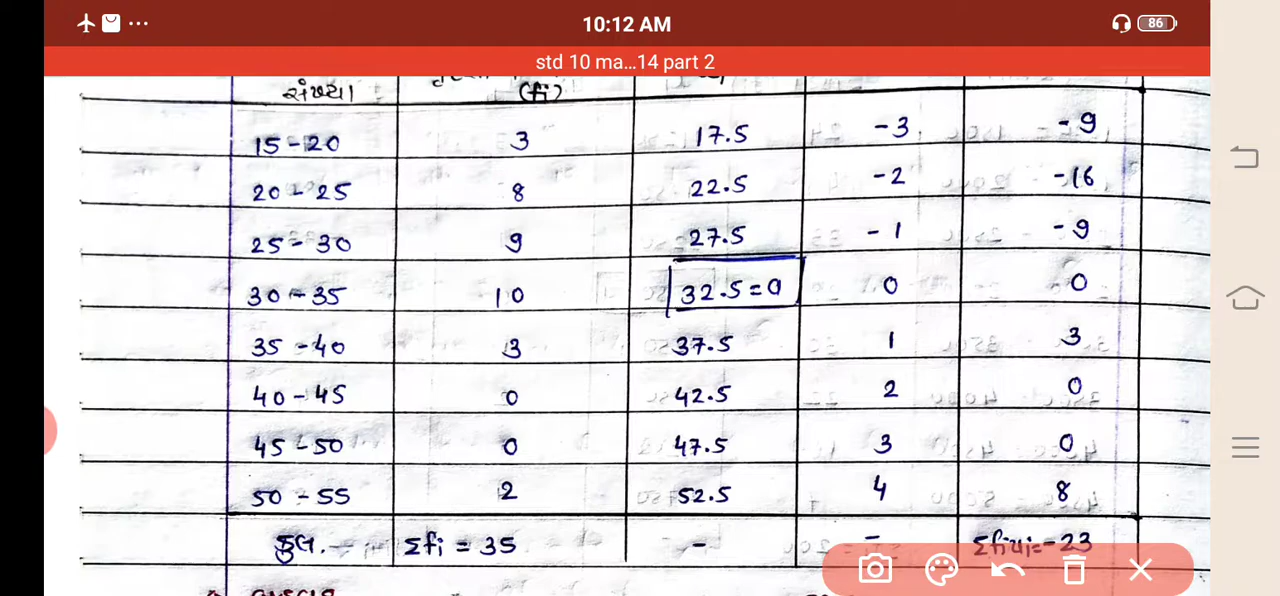 10:12 AM
86
std 10 ma...14 part 2
સંખ્યા (fi)
15-20 3 17.5 -3 -9
20-25 8 22.5 -2 -16
25-30 9 27.5 -1 -9
30-35 10 32.5=a 0 0
35-40 3 37.5 1 3
40-45 0 42.5 2 0
45-50 0 47.5 3 0
50-55 2 52.5 4 8
કુલ. Σfi = 35 - - Σfiui=-23